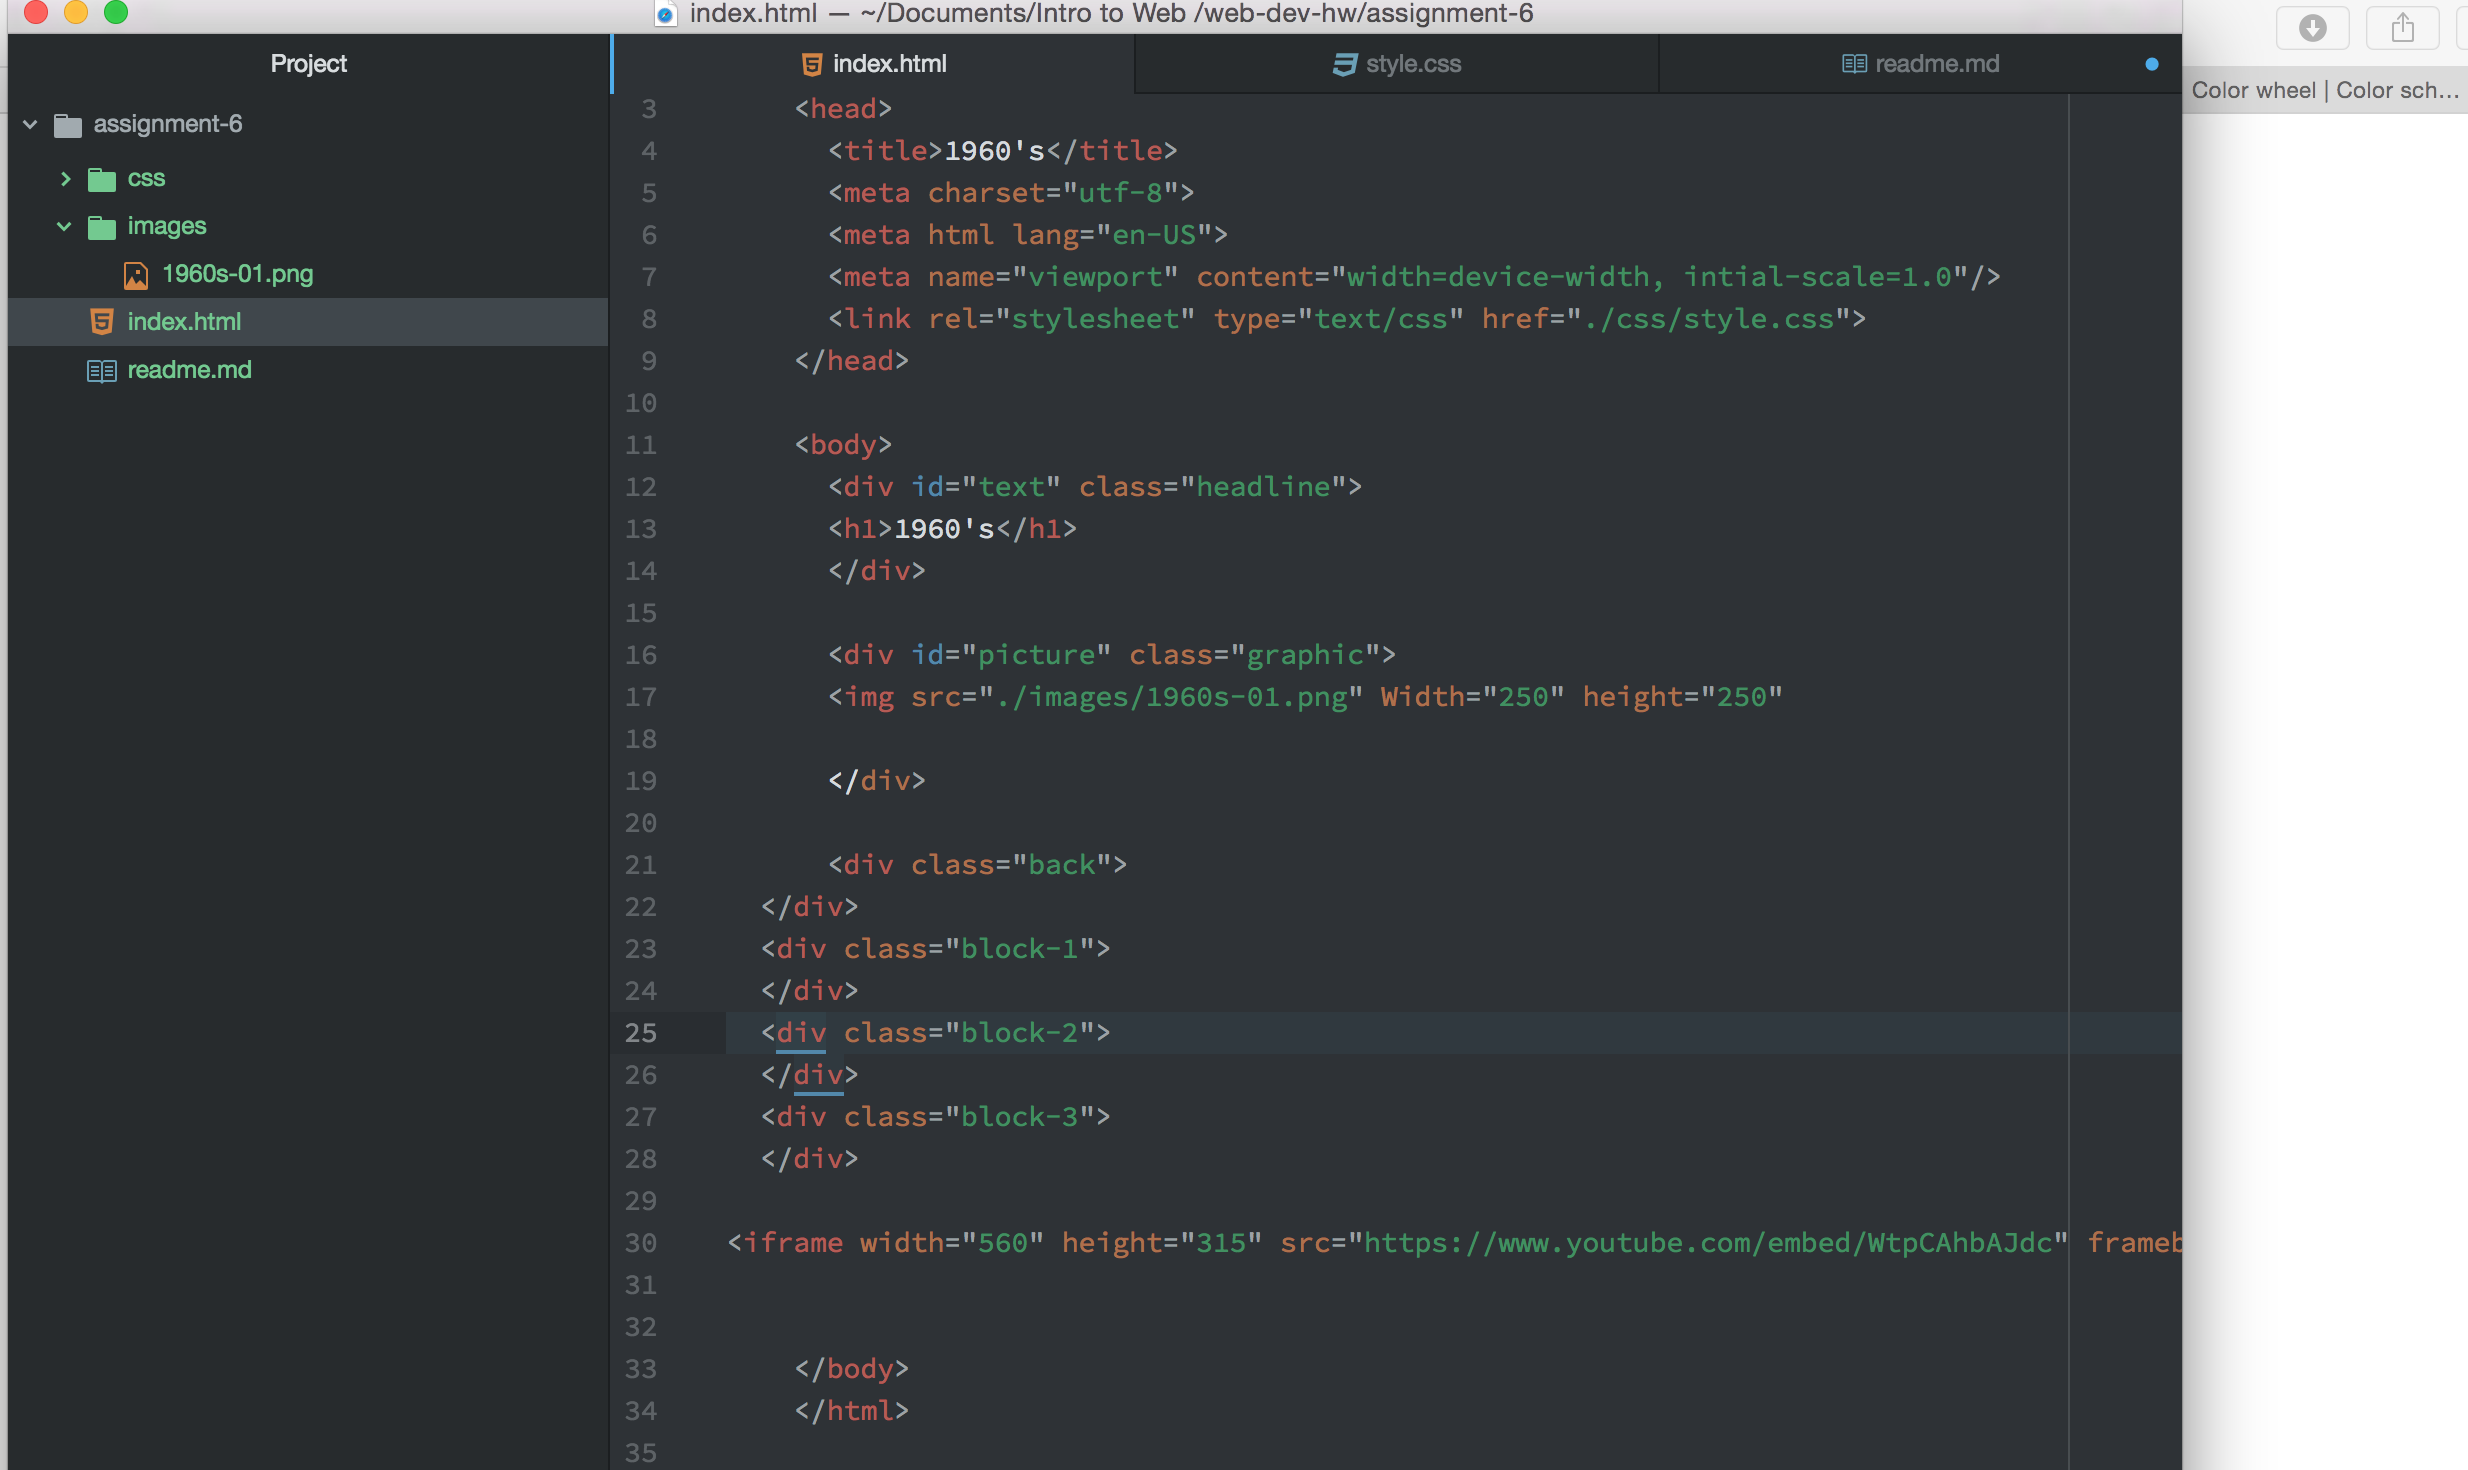 index.html — ~/Documents/Intro to Web /web-dev-hw/assignment-6
Project
index.html
style.css
readme.md
Color wheel | Color sch…
assignment-6
css
images
1960s-01.png
index.html
readme.md
3 <head>
4 <title>1960's</title>
5 <meta charset="utf-8">
6 <meta html lang="en-US">
7 <meta name="viewport" content="width=device-width, intial-scale=1.0"/>
8 <link rel="stylesheet" type="text/css" href="./css/style.css">
9 </head>
10
11 <body>
12 <div id="text" class="headline">
13 <h1>1960's</h1>
14 </div>
15
16 <div id="picture" class="graphic">
17 <img src="./images/1960s-01.png" Width="250" height="250"
18
19 </div>
20
21 <div class="back">
22 </div>
23 <div class="block-1">
24 </div>
25 <div class="block-2">
26 </div>
27 <div class="block-3">
28 </div>
29
30 <iframe width="560" height="315" src="https://www.youtube.com/embed/WtpCAhbAJdc" frameb
31
32
33 </body>
34 </html>
35